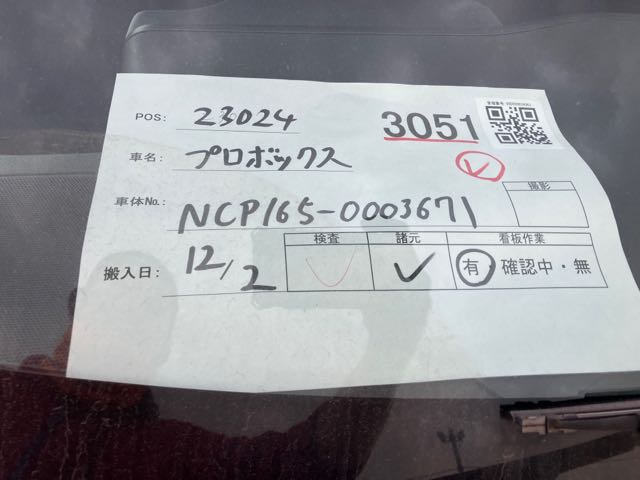 POS: 23024
3051
車名: プロボックス
車体No. NCP165-0003671
撮影
搬入日: 12/2
検査 諸元 看板作業
有 確認中・無